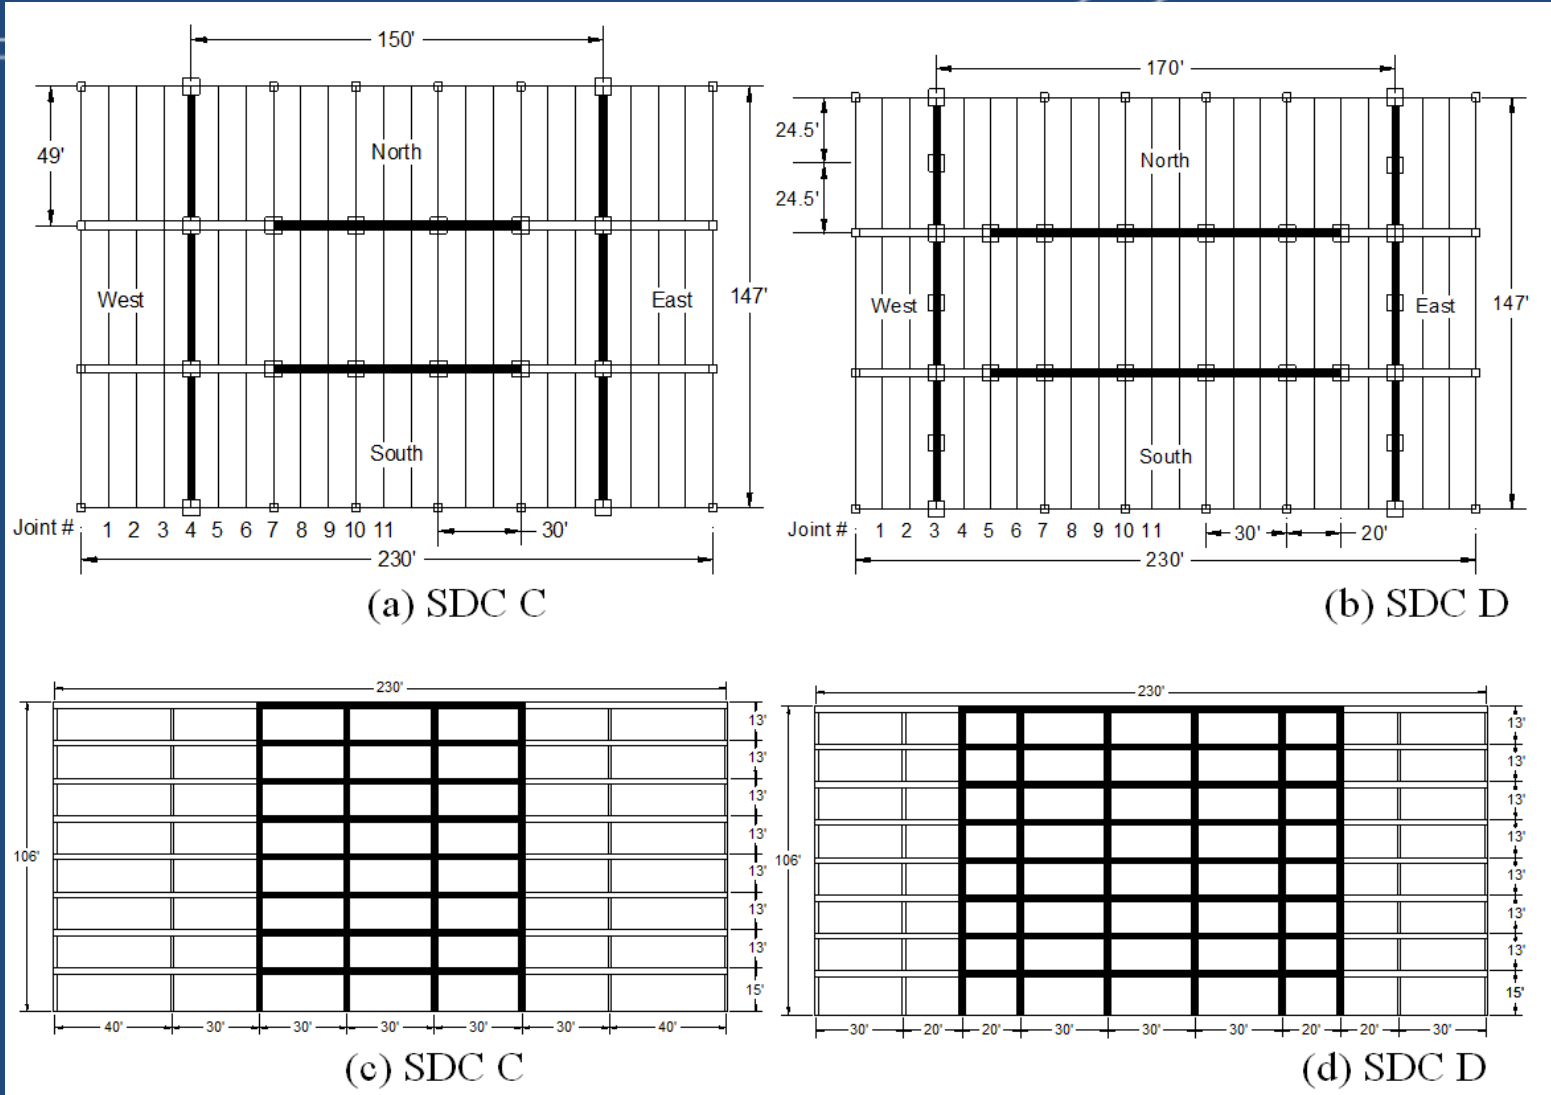 150'
49'
North
West
East
147'
South
Joint # 1 2 3 4 5 6 7 8 9 10 11
30'
230'
(a) SDC C
170'
24.5'
24.5'
North
West
East
147'
South
Joint # 1 2 3 4 5 6 7 8 9 10 11
30'
20'
230'
(b) SDC D
230'
13'
13'
13'
13'
13'
13'
13'
15'
106'
40' 30' 30' 30' 30' 30' 40'
(c) SDC C
230'
13'
13'
13'
13'
13'
13'
13'
15'
106'
30' 20' 20' 30' 30' 30' 20' 20' 30'
(d) SDC D